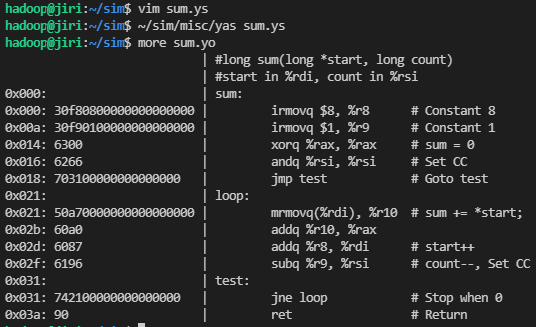 hadoop@jiri:~/sim$ vim sum.ys
hadoop@jiri:~/sim$ ~/sim/misc/yas sum.ys
hadoop@jiri:~/sim$ more sum.yo
                            | #long sum(long *start, long count)
                            | #start in %rdi, count in %rsi
0x000:                      | sum:
0x000: 30f80800000000000000 |        irmovq $8, %r8      # Constant 8
0x00a: 30f90100000000000000 |        irmovq $1, %r9      # Constant 1
0x014: 6300                 |        xorq %rax, %rax     # sum = 0
0x016: 6266                 |        andq %rsi, %rsi     # Set CC
0x018: 703100000000000000   |        jmp test            # Goto test
0x021:                      | loop:
0x021: 50a70000000000000000 |        mrmovq(%rdi), %r10  # sum += *start;
0x02b: 60a0                 |        addq %r10, %rax
0x02d: 6087                 |        addq %r8, %rdi      # start++
0x02f: 6196                 |        subq %r9, %rsi      # count--, Set CC
0x031:                      | test:
0x031: 742100000000000000   |        jne loop            # Stop when 0
0x03a: 90                   |        ret                 # Return